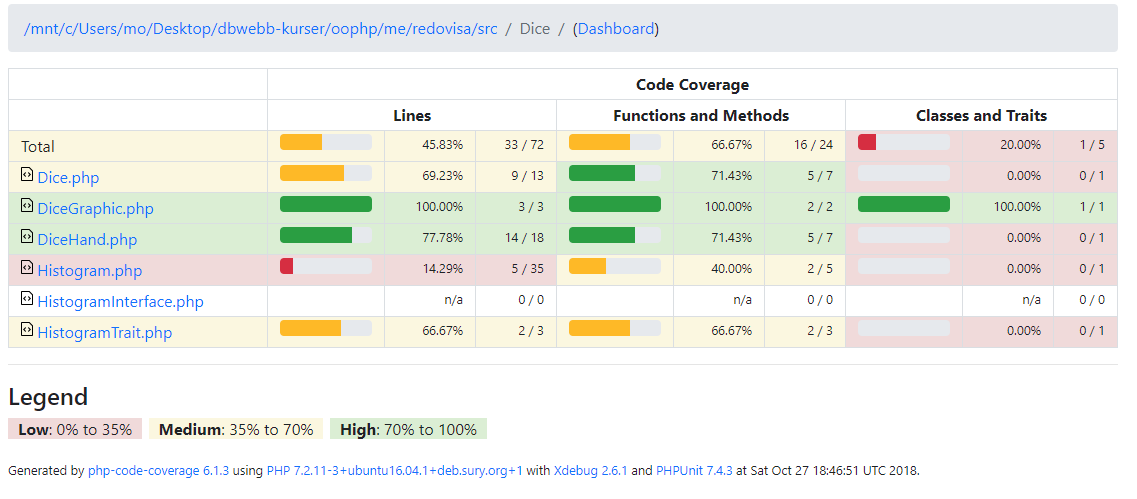 /mnt/c/Users/mo/Desktop/dbwebb-kurser/oophp/me/redovisa/src / Dice / (Dashboard)
Code Coverage
Lines Functions and Methods Classes and Traits
Total 45.83% 33 / 72 66.67% 16 / 24 20.00% 1 / 5
Dice.php 69.23% 9 / 13 71.43% 5 / 7 0.00% 0 / 1
DiceGraphic.php 100.00% 3 / 3 100.00% 2 / 2 100.00% 1 / 1
DiceHand.php 77.78% 14 / 18 71.43% 5 / 7 0.00% 0 / 1
Histogram.php 14.29% 5 / 35 40.00% 2 / 5 0.00% 0 / 1
HistogramInterface.php n/a 0 / 0 n/a 0 / 0 n/a 0 / 0
HistogramTrait.php 66.67% 2 / 3 66.67% 2 / 3 0.00% 0 / 1
Legend
Low: 0% to 35% Medium: 35% to 70% High: 70% to 100%
Generated by php-code-coverage 6.1.3 using PHP 7.2.11-3+ubuntu16.04.1+deb.sury.org+1 with Xdebug 2.6.1 and PHPUnit 7.4.3 at Sat Oct 27 18:46:51 UTC 2018.